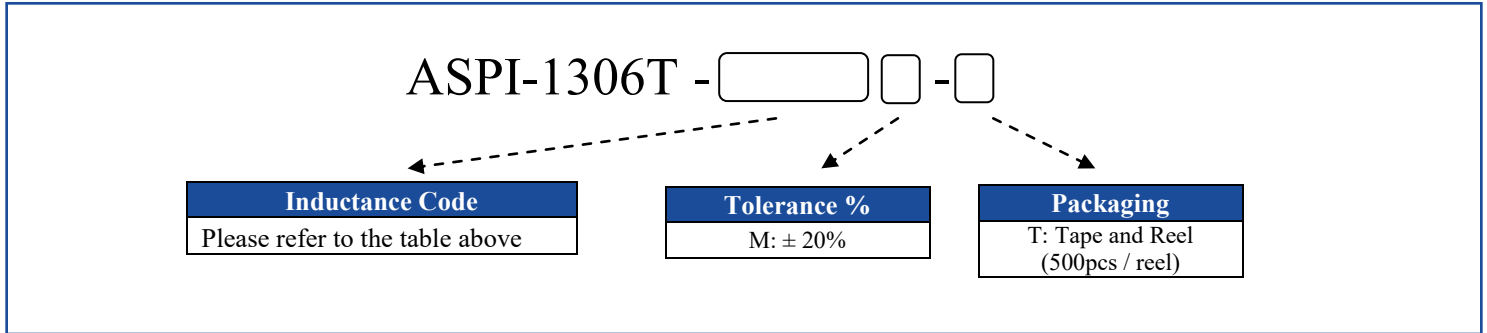 ASPI-1306T - -
Inductance Code
Please refer to the table above
Tolerance %
M: ± 20%
Packaging
T: Tape and Reel
(500pcs / reel)